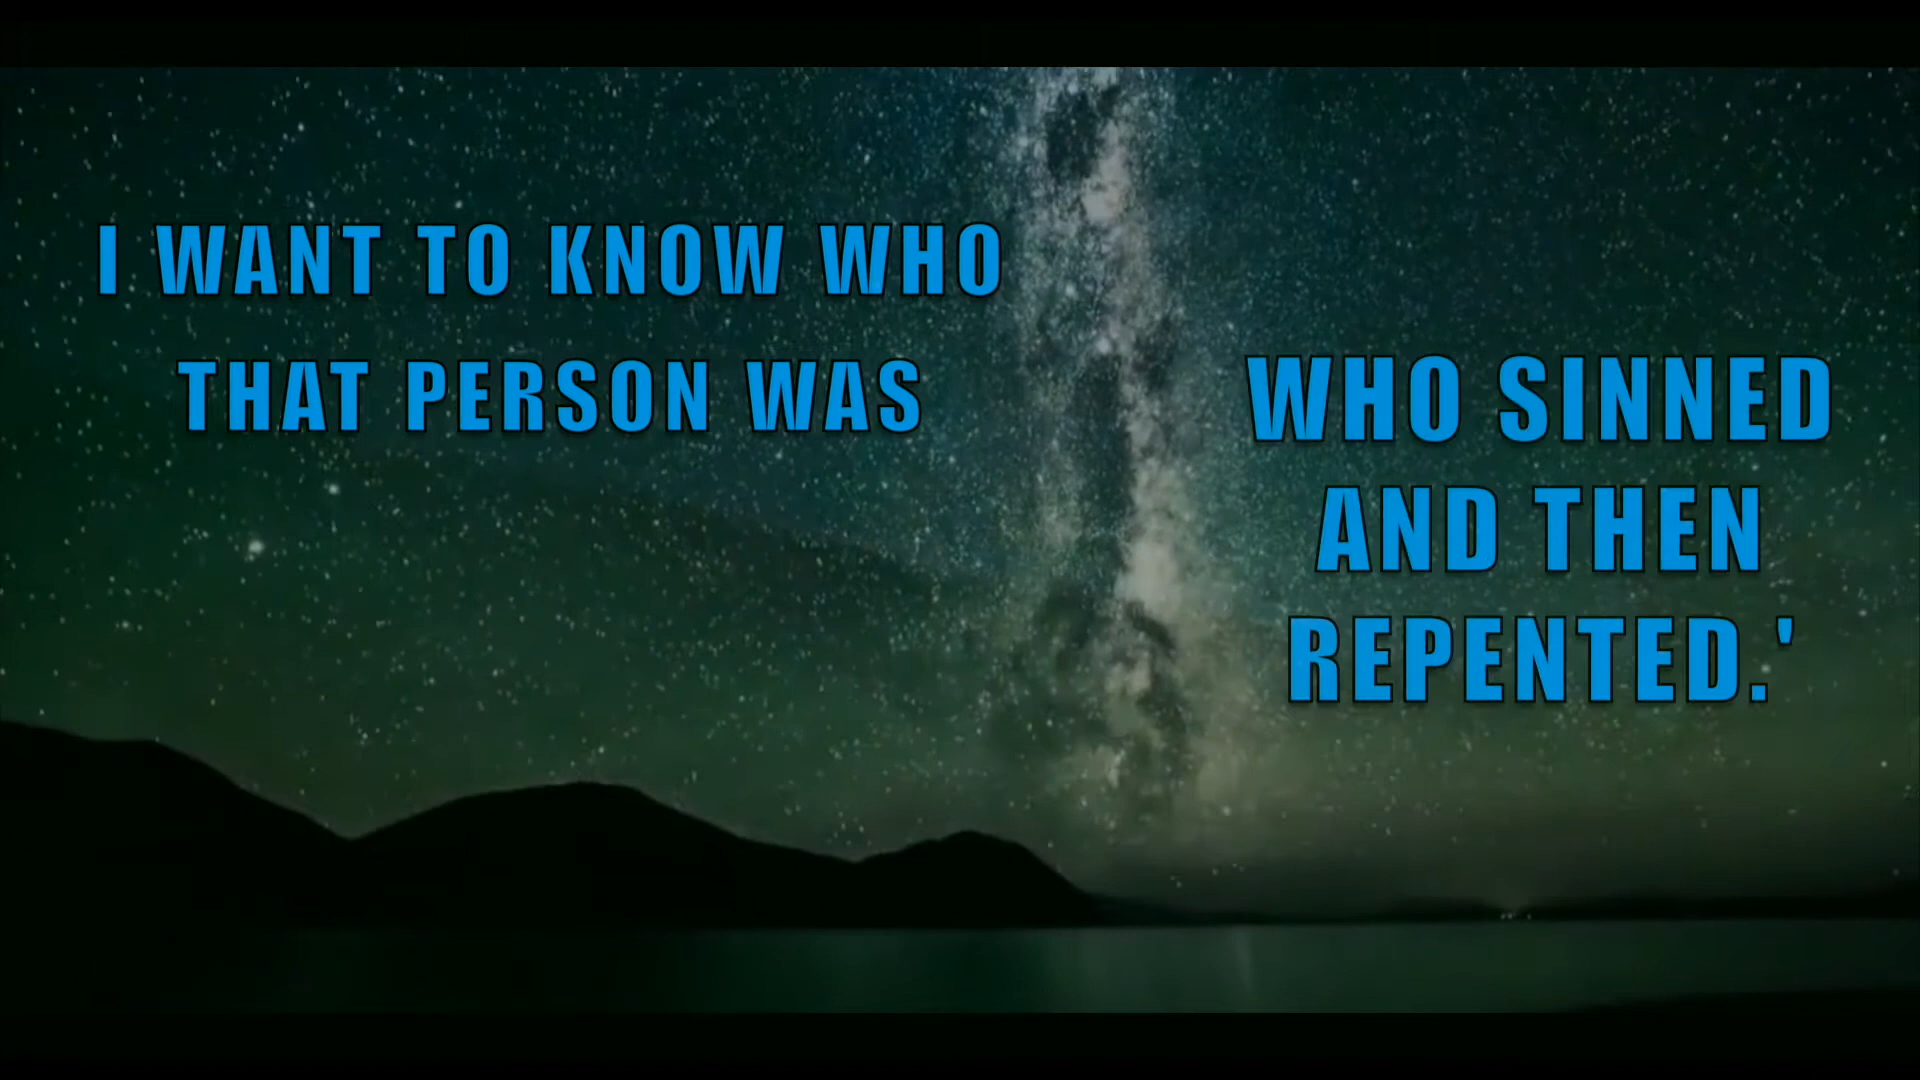 I WANT TO KNOW WHO
THAT PERSON WAS
WHO SINNED
AND THEN
REPENTED.'